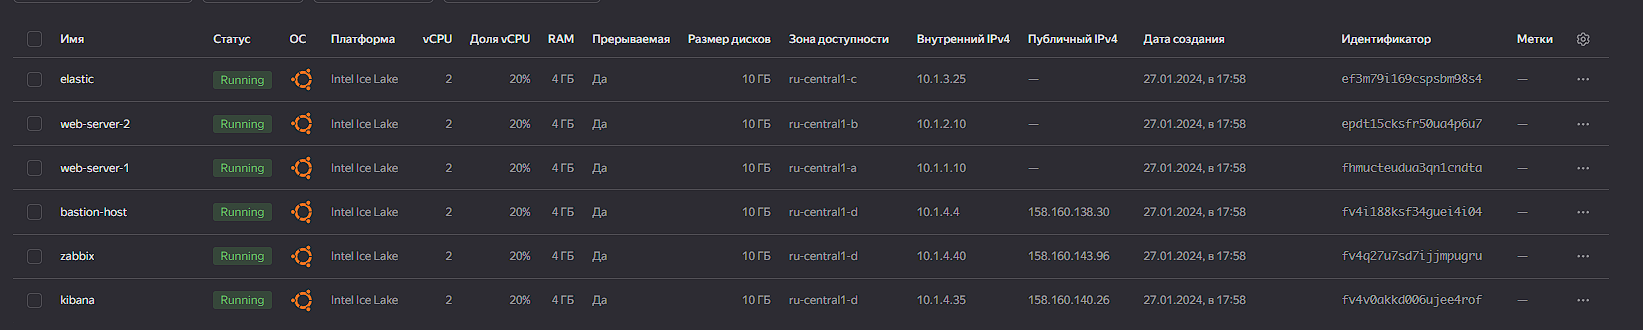 Имя Статус ОС Платформа vCPU Доля vCPU RAM Прерываемая Размер дисков Зона доступности Внутренний IPv4 Публичный IPv4 Дата создания Идентификатор Метки
elastic Running Intel Ice Lake 2 20% 4 ГБ Да 10 ГБ ru-central1-c 10.1.3.25 — 27.01.2024, в 17:58 ef3m79i169cspsbm98s4 —
web-server-2 Running Intel Ice Lake 2 20% 4 ГБ Да 10 ГБ ru-central1-b 10.1.2.10 — 27.01.2024, в 17:58 epdt15cksfr50ua4p6u7 —
web-server-1 Running Intel Ice Lake 2 20% 4 ГБ Да 10 ГБ ru-central1-a 10.1.1.10 — 27.01.2024, в 17:58 fhmucteudua3qn1cndta —
bastion-host Running Intel Ice Lake 2 20% 4 ГБ Да 10 ГБ ru-central1-d 10.1.4.4 158.160.138.30 27.01.2024, в 17:58 fv4i188ksf34guei4i04 —
zabbix Running Intel Ice Lake 2 20% 4 ГБ Да 10 ГБ ru-central1-d 10.1.4.40 158.160.143.96 27.01.2024, в 17:58 fv4q27u7sd7ijjmpugru —
kibana Running Intel Ice Lake 2 20% 4 ГБ Да 10 ГБ ru-central1-d 10.1.4.35 158.160.140.26 27.01.2024, в 17:58 fv4v0akkd006ujee4rof —